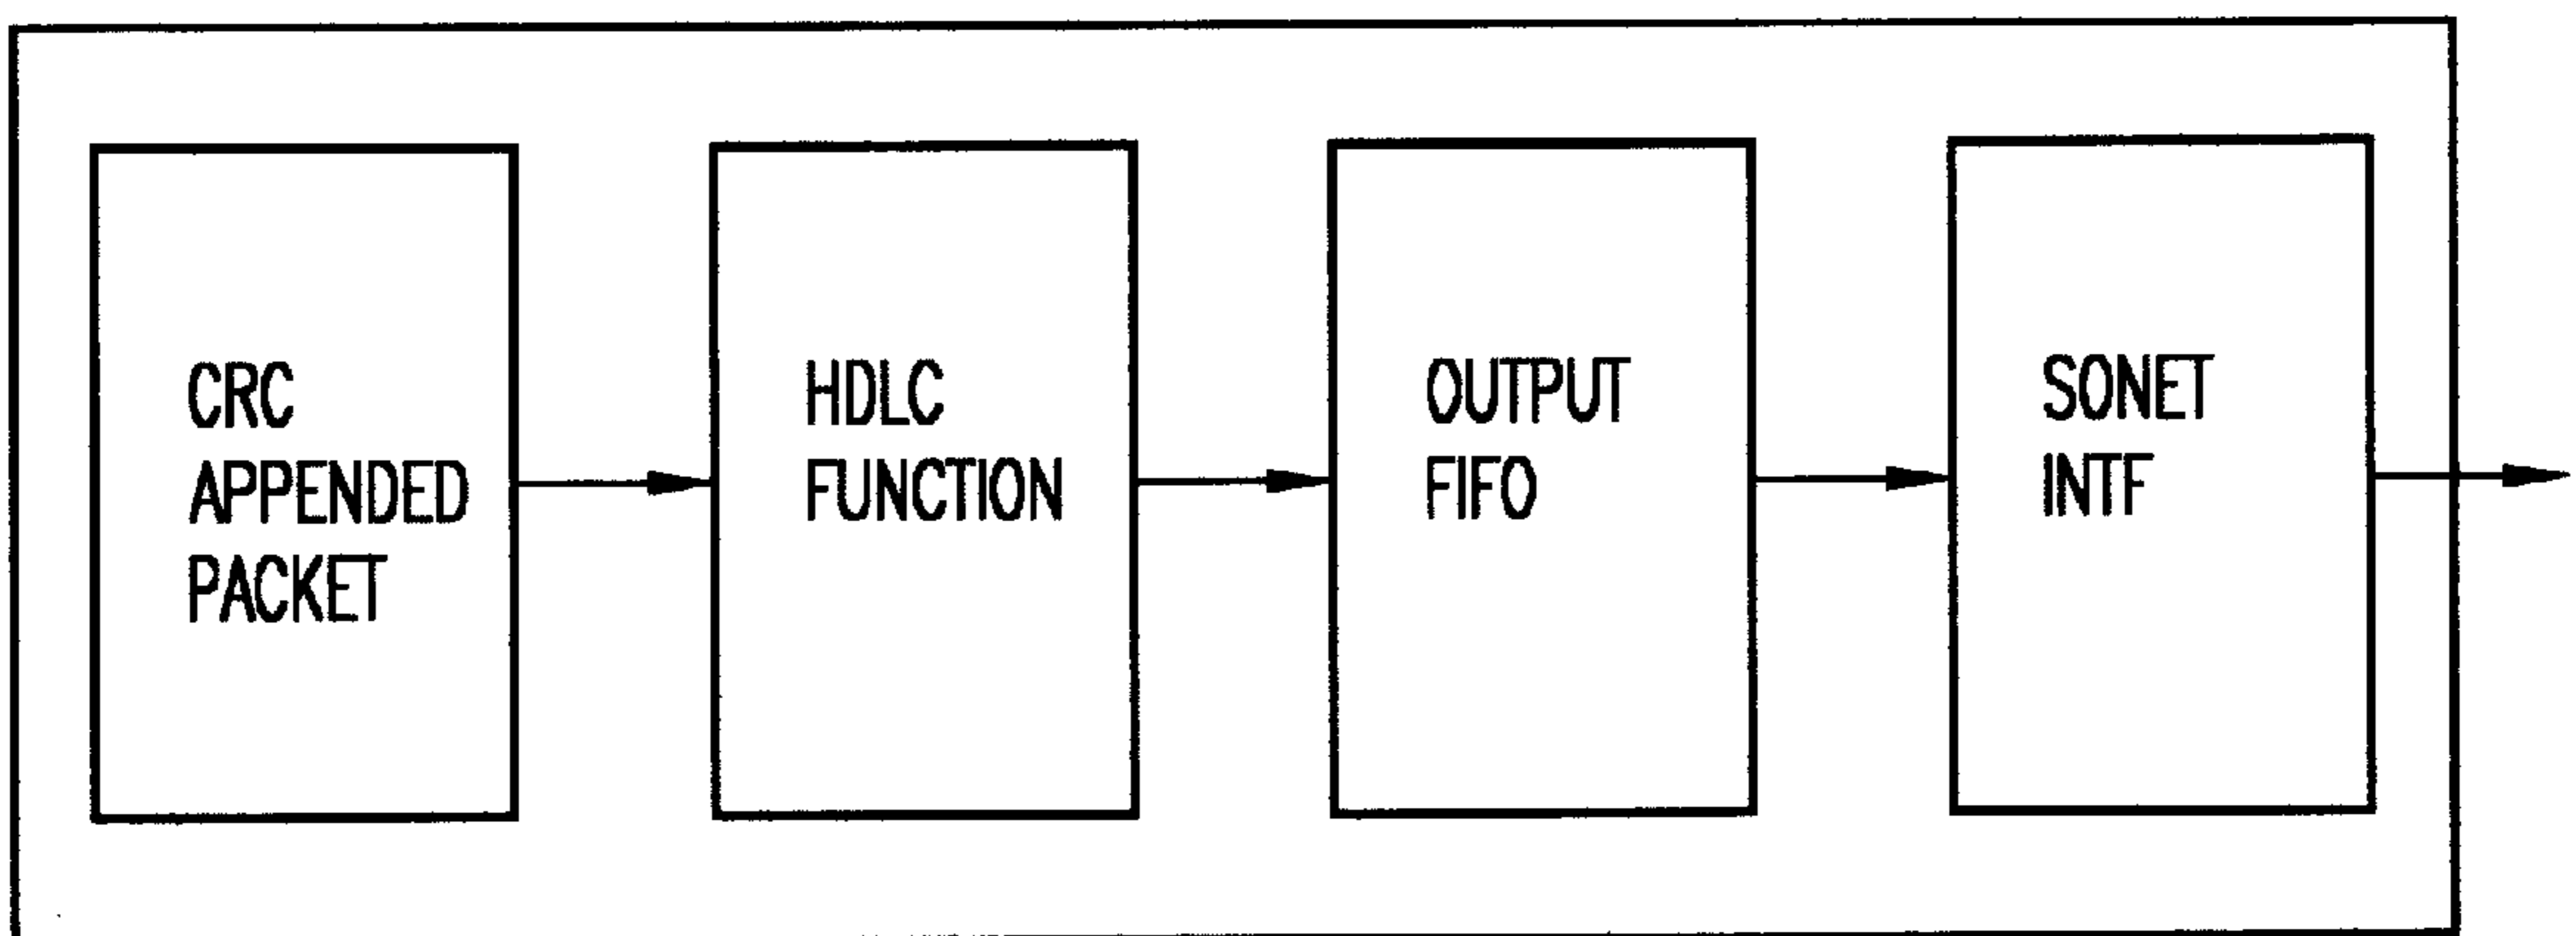 CRC
APPENDED
PACKET
HDLC
FUNCTION
OUTPUT
FIFO
SONET
INTF